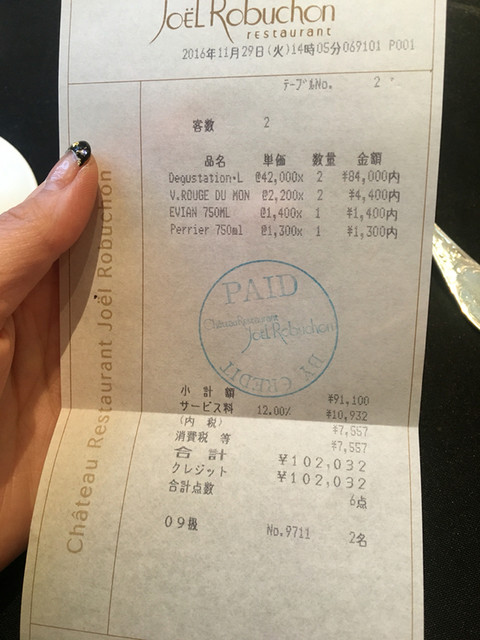 Joël Robuchon
restaurant
2016年11月29日(火)14時05分069101 P001
テーブルNo. 2
客数 2
品名 単価 数量 金額
Degustation・L @42,000x 2 ¥84,000内
V.ROUGE DU MON @2,200x 2 ¥4,400内
EVIAN 750ML @1,400x 1 ¥1,400内
Perrier 750ml @1,300x 1 ¥1,300内
PAID
Château Restaurant
Joël Robuchon
BY CREDIT
小計額 ¥91,100
サービス料 12.00% ¥10,932
(内 税) ¥7,557
消費税 等 ¥7,557
合計 ¥102,032
クレジット ¥102,032
合計点数 6点
09扱 No.9711 2名
Château Restaurant Joël Robuchon